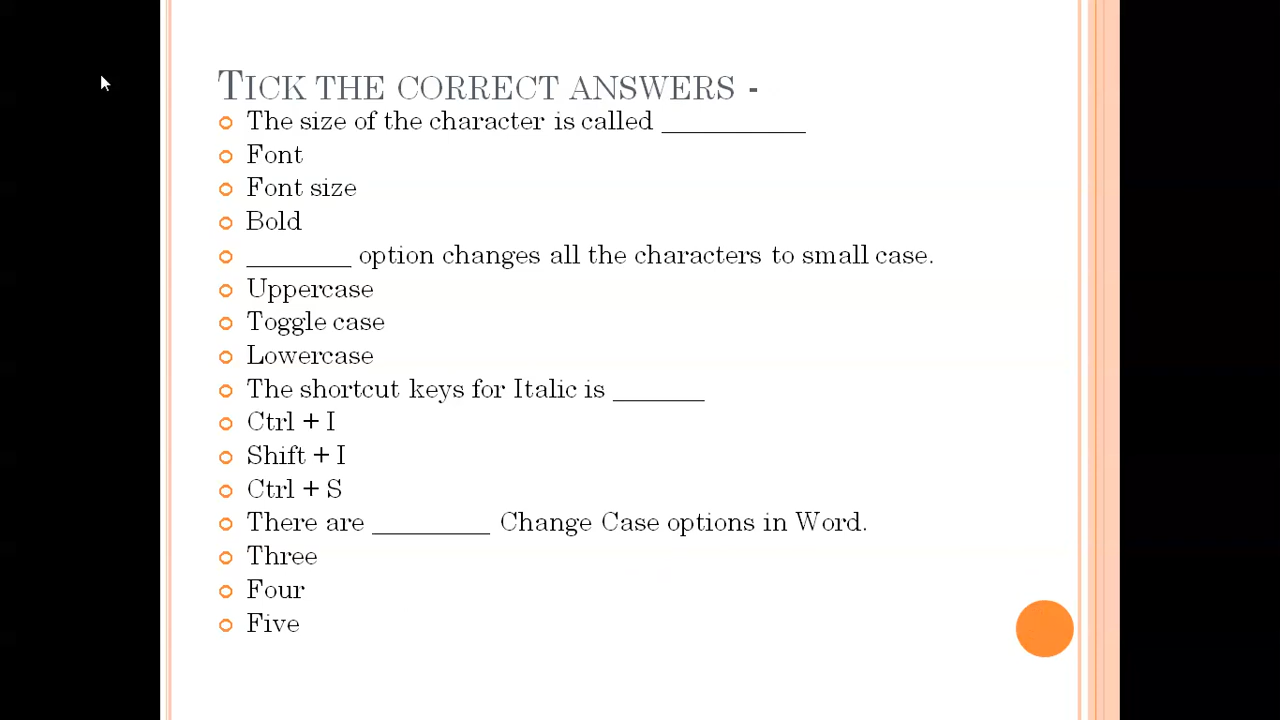 TICK THE CORRECT ANSWERS -
The size of the character is called __________
Font
Font size
Bold
________ option changes all the characters to small case.
Uppercase
Toggle case
Lowercase
The shortcut keys for Italic is _______
Ctrl + I
Shift + I
Ctrl + S
There are _________ Change Case options in Word.
Three
Four
Five